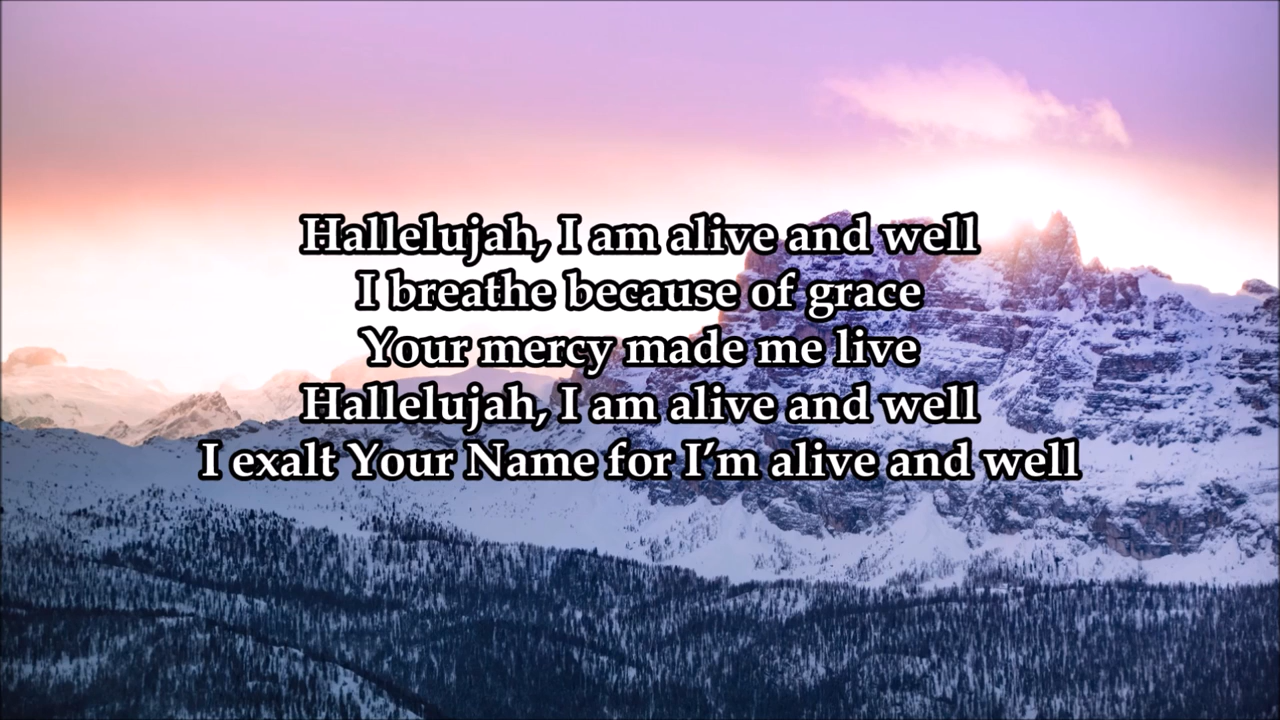 Hallelujah, I am alive and well
I breathe because of grace
Your mercy made me live
Hallelujah, I am alive and well
I exalt Your Name for I’m alive and well